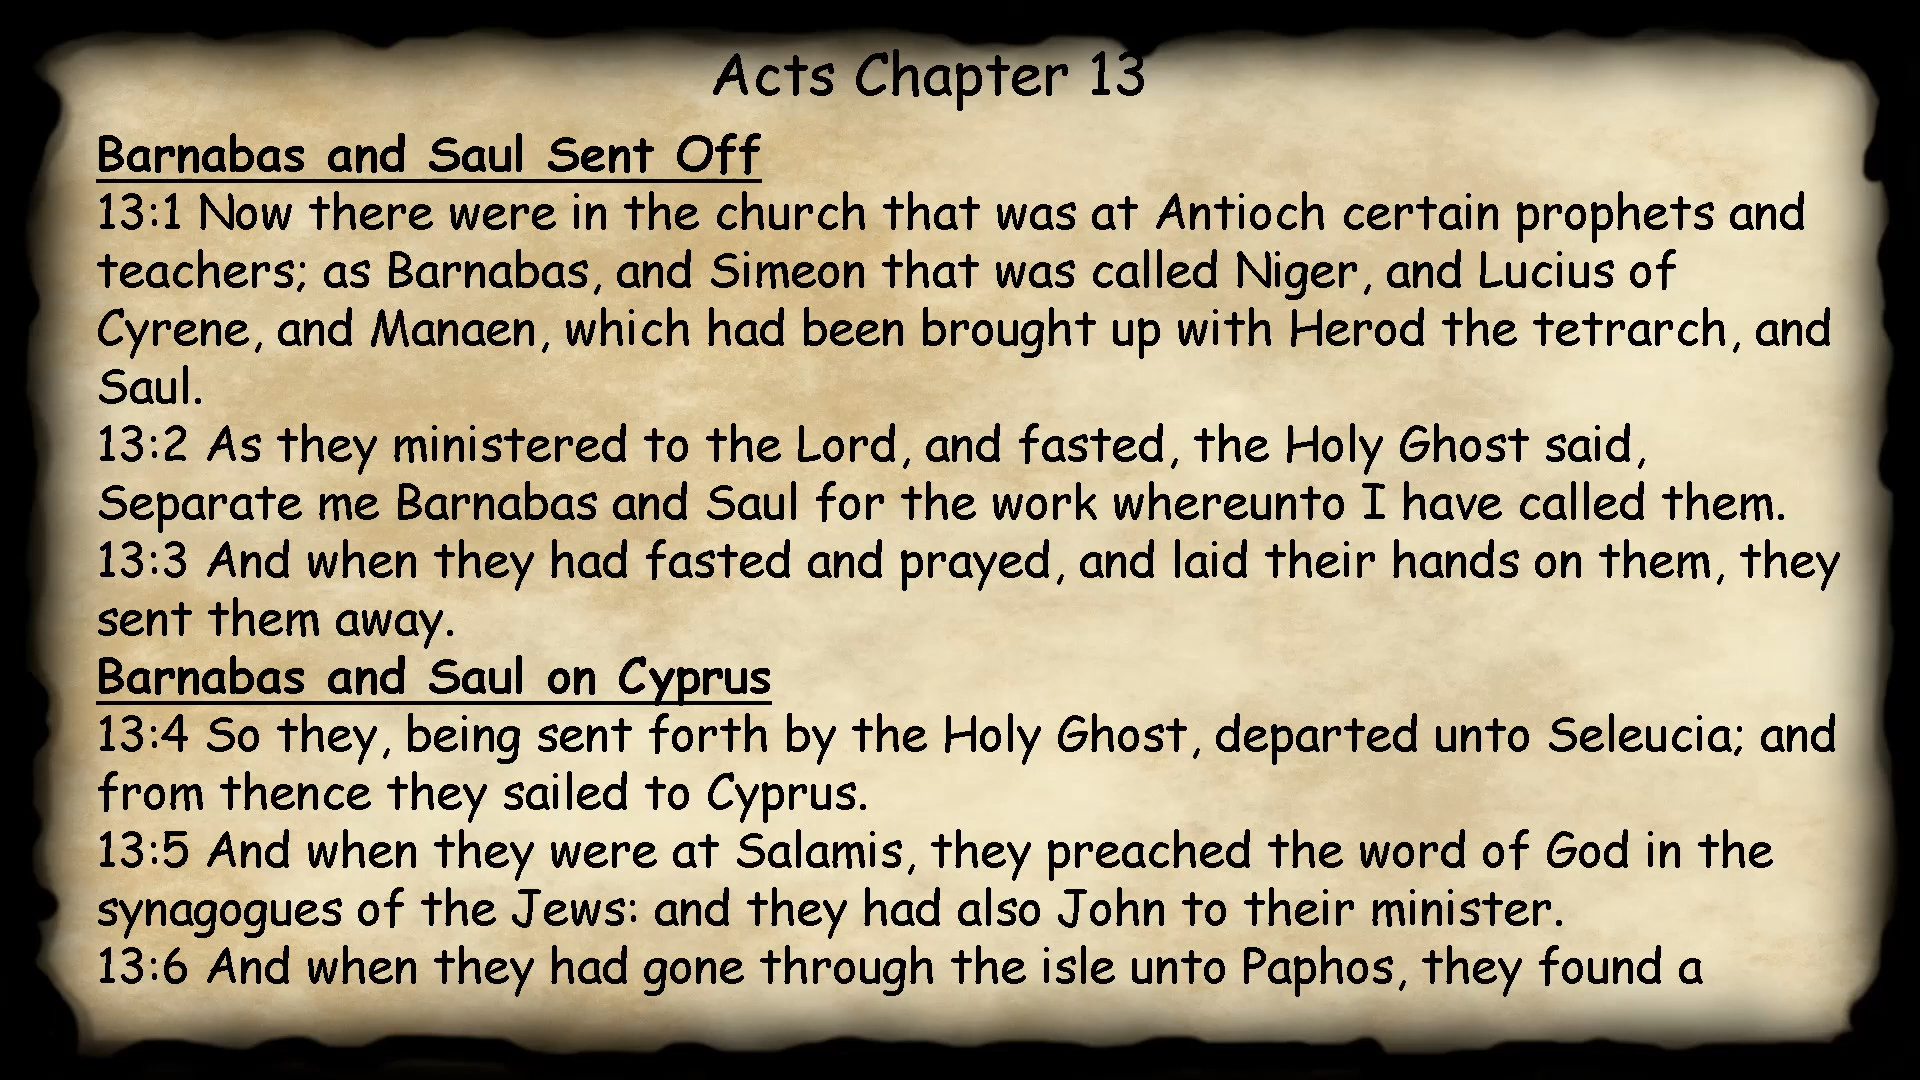 Acts Chapter 13
Barnabas and Saul Sent Off
13:1 Now there were in the church that was at Antioch certain prophets and
teachers; as Barnabas, and Simeon that was called Niger, and Lucius of
Cyrene, and Manaen, which had been brought up with Herod the tetrarch, and
Saul.
13:2 As they ministered to the Lord, and fasted, the Holy Ghost said,
Separate me Barnabas and Saul for the work whereunto I have called them.
13:3 And when they had fasted and prayed, and laid their hands on them, they
sent them away.
Barnabas and Saul on Cyprus
13:4 So they, being sent forth by the Holy Ghost, departed unto Seleucia; and
from thence they sailed to Cyprus.
13:5 And when they were at Salamis, they preached the word of God in the
synagogues of the Jews: and they had also John to their minister.
13:6 And when they had gone through the isle unto Paphos, they found a